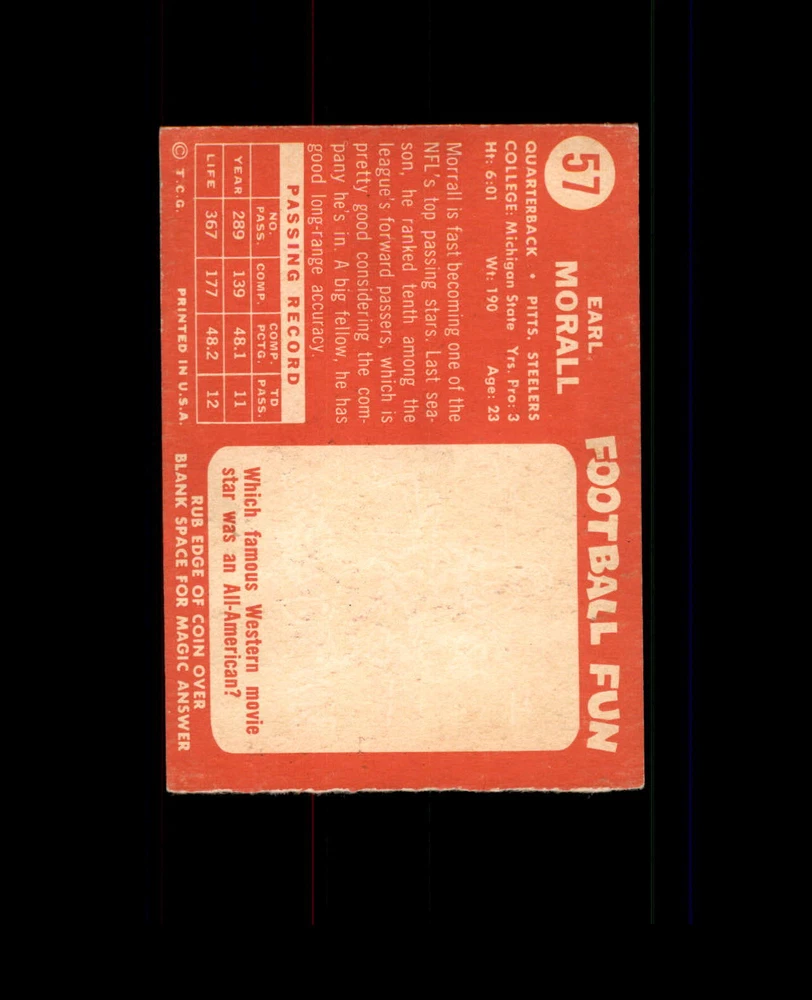 57
EARL
MORALL
QUARTERBACK • PITTS. STEELERS
COLLEGE: Michigan State Yrs. Pro: 3
Ht: 6:01 Wt: 190 Age: 23
Morrall is fast becoming one of the
NFL's top passing stars. Last sea-
son, he ranked tenth among the
league's forward passers, which is
pretty good considering the com-
pany he's in. A big fellow, he has
good long-range accuracy.
PASSING RECORD
NO. PASS. COMP. COMP. PCTG. TD PASS.
YEAR 289 139 48.1 11
LIFE 367 177 48.2 12
© T.C.G. PRINTED IN U.S.A.
FOOTBALL FUN
Which famous Western movie
star was an All-American?
RUB EDGE OF COIN OVER
BLANK SPACE FOR MAGIC ANSWER